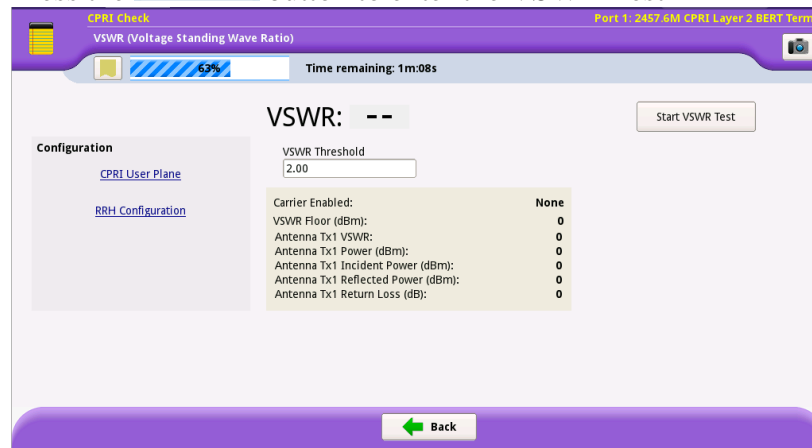 CPRI Check
Port 1: 2457.6M CPRI Layer 2 BERT Term
VSWR (Voltage Standing Wave Ratio)
63%
Time remaining: 1m:08s
VSWR: --
Start VSWR Test
Configuration
CPRI User Plane
RRH Configuration
VSWR Threshold
2.00
Carrier Enabled: None
VSWR Floor (dBm): 0
Antenna Tx1 VSWR: 0
Antenna Tx1 Power (dBm): 0
Antenna Tx1 Incident Power (dBm): 0
Antenna Tx1 Reflected Power (dBm): 0
Antenna Tx1 Return Loss (dB): 0
Back